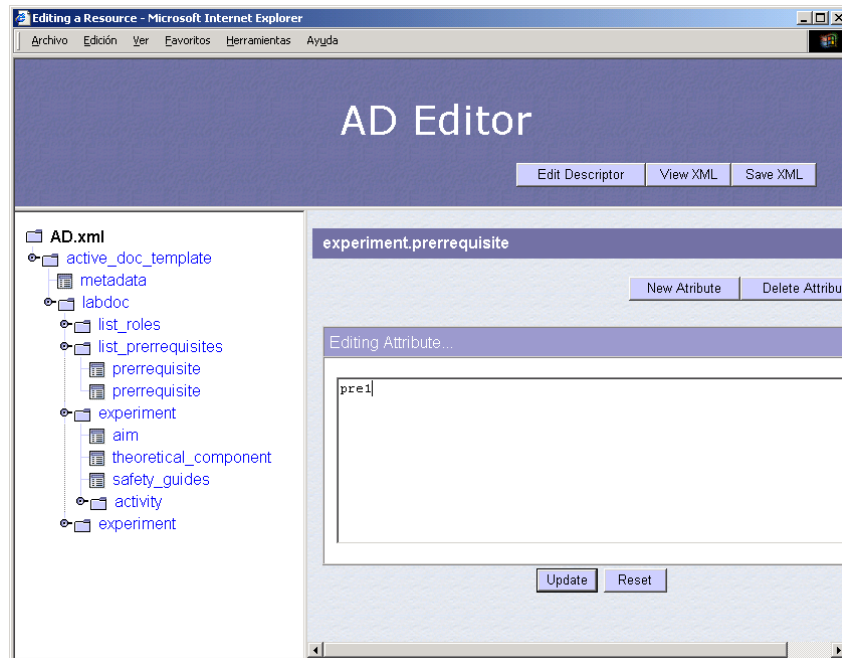 Editing a Resource - Microsoft Internet Explorer
Archivo Edición Ver Favoritos Herramientas Ayuda
AD Editor
Edit Descriptor View XML Save XML
AD.xml
active_doc_template
metadata
labdoc
list_roles
list_prerrequisites
prerrequisite
prerrequisite
experiment
aim
theoretical_component
safety_guides
activity
experiment
experiment.prerrequisite
New Atribute Delete Attribu
Editing Attribute...
pre1
Update Reset